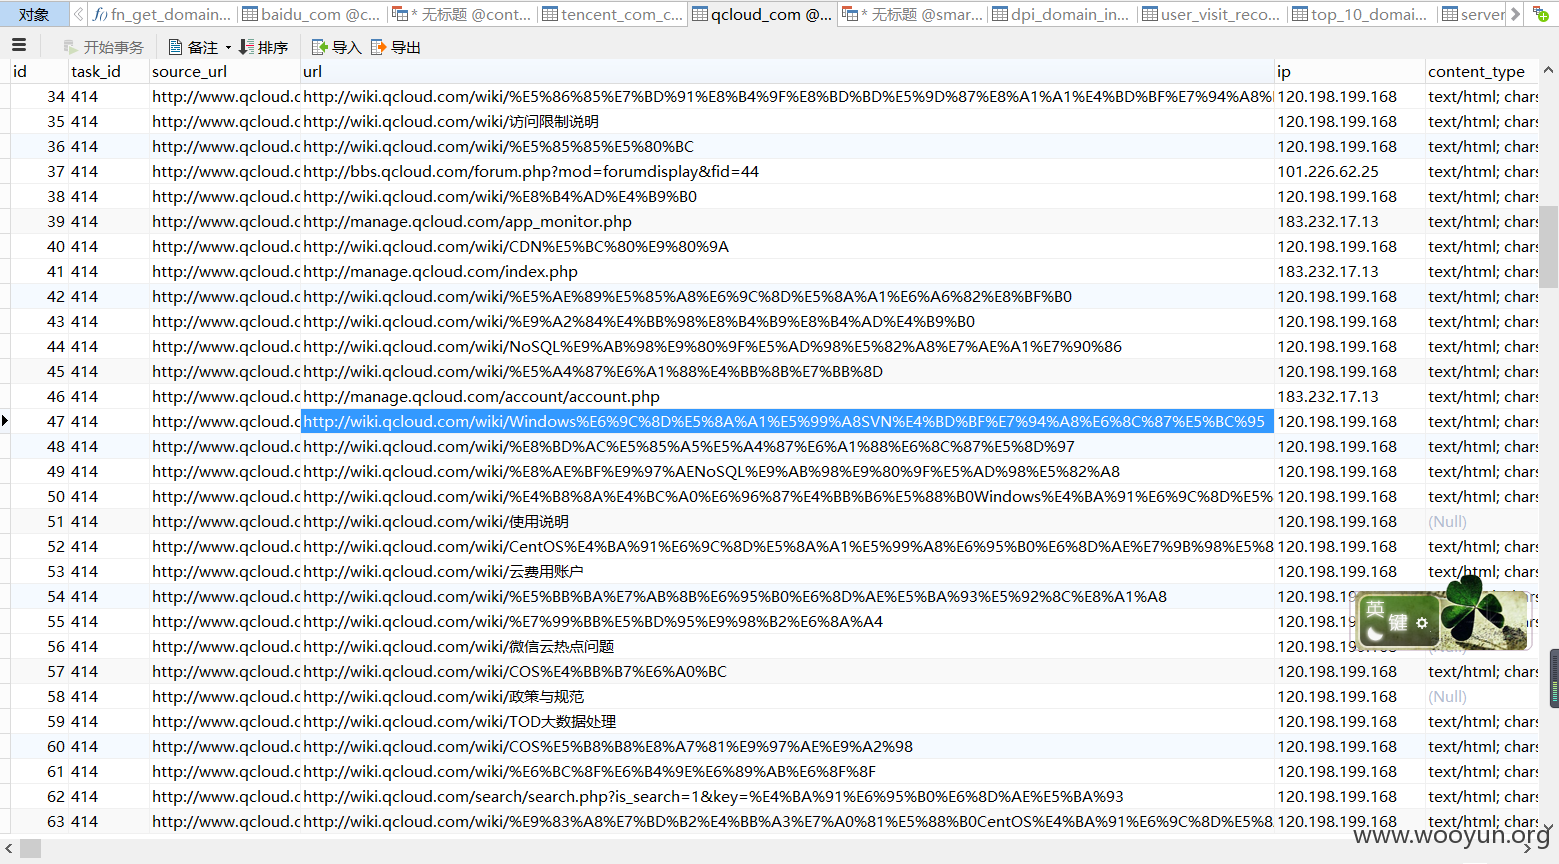 对象 fn_get_domain... baidu_com @c... * 无标题 @cont... tencent_com_c... qcloud_com @... * 无标题 @smar... dpi_domain_in... user_visit_reco... top_10_domai... server
开始事务 备注 排序 导入 导出
id task_id source_url url ip content_type
34 414 http://www.qcloud.c http://wiki.qcloud.com/wiki/%E5%86%85%E7%BD%91%E8%B4%9F%E8%BD%BD%E5%9D%87%E8%A1%A1%E4%BD%BF%E7%94%A8% 120.198.199.168 text/html; chars
35 414 http://www.qcloud.c http://wiki.qcloud.com/wiki/访问限制说明 120.198.199.168 text/html; chars
36 414 http://www.qcloud.c http://wiki.qcloud.com/wiki/%E5%85%85%E5%80%BC 120.198.199.168 text/html; chars
37 414 http://www.qcloud.c http://bbs.qcloud.com/forum.php?mod=forumdisplay&fid=44 101.226.62.25 text/html; chars
38 414 http://www.qcloud.c http://wiki.qcloud.com/wiki/%E8%B4%AD%E4%B9%B0 120.198.199.168 text/html; chars
39 414 http://www.qcloud.c http://manage.qcloud.com/app_monitor.php 183.232.17.13 text/html; chars
40 414 http://www.qcloud.c http://wiki.qcloud.com/wiki/CDN%E5%BC%80%E9%80%9A 120.198.199.168 text/html; chars
41 414 http://www.qcloud.c http://manage.qcloud.com/index.php 183.232.17.13 text/html; chars
42 414 http://www.qcloud.c http://wiki.qcloud.com/wiki/%E5%AE%89%E5%85%A8%E6%9C%8D%E5%8A%A1%E6%A6%82%E8%BF%B0 120.198.199.168 text/html; chars
43 414 http://www.qcloud.c http://wiki.qcloud.com/wiki/%E9%A2%84%E4%BB%98%E8%B4%B9%E8%B4%AD%E4%B9%B0 120.198.199.168 text/html; chars
44 414 http://www.qcloud.c http://wiki.qcloud.com/wiki/NoSQL%E9%AB%98%E9%80%9F%E5%AD%98%E5%82%A8%E7%AE%A1%E7%90%86 120.198.199.168 text/html; chars
45 414 http://www.qcloud.c http://wiki.qcloud.com/wiki/%E5%A4%87%E6%A1%88%E4%BB%8B%E7%BB%8D 120.198.199.168 text/html; chars
46 414 http://www.qcloud.c http://manage.qcloud.com/account/account.php 183.232.17.13 text/html; chars
47 414 http://www.qcloud.c http://wiki.qcloud.com/wiki/Windows%E6%9C%8D%E5%8A%A1%E5%99%A8SVN%E4%BD%BF%E7%94%A8%E6%8C%87%E5%BC%95 120.198.199.168 text/html; chars
48 414 http://www.qcloud.c http://wiki.qcloud.com/wiki/%E8%BD%AC%E5%85%A5%E5%A4%87%E6%A1%88%E6%8C%87%E5%8D%97 120.198.199.168 text/html; chars
49 414 http://www.qcloud.c http://wiki.qcloud.com/wiki/%E8%AE%BF%E9%97%AENoSQL%E9%AB%98%E9%80%9F%E5%AD%98%E5%82%A8 120.198.199.168 text/html; chars
50 414 http://www.qcloud.c http://wiki.qcloud.com/wiki/%E4%B8%8A%E4%BC%A0%E6%96%87%E4%BB%B6%E5%88%B0Windows%E4%BA%91%E6%9C%8D%E5% 120.198.199.168 text/html; chars
51 414 http://www.qcloud.c http://wiki.qcloud.com/wiki/使用说明 120.198.199.168 (Null)
52 414 http://www.qcloud.c http://wiki.qcloud.com/wiki/CentOS%E4%BA%91%E6%9C%8D%E5%8A%A1%E5%99%A8%E6%95%B0%E6%8D%AE%E7%9B%98%E5%8 120.198.199.168 text/html; chars
53 414 http://www.qcloud.c http://wiki.qcloud.com/wiki/云费用账户 120.198.199.168 text/html; chars
54 414 http://www.qcloud.c http://wiki.qcloud.com/wiki/%E5%BB%BA%E7%AB%8B%E6%95%B0%E6%8D%AE%E5%BA%93%E5%92%8C%E8%A1%A8 120.198.199.168
55 414 http://www.qcloud.c http://wiki.qcloud.com/wiki/%E7%99%BB%E5%BD%95%E9%98%B2%E6%8A%A4 120.198.199.168
56 414 http://www.qcloud.c http://wiki.qcloud.com/wiki/微信云热点问题 120.198.199.168 (Null)
57 414 http://www.qcloud.c http://wiki.qcloud.com/wiki/COS%E4%BB%B7%E6%A0%BC 120.198.199.168 text/html; chars
58 414 http://www.qcloud.c http://wiki.qcloud.com/wiki/政策与规范 120.198.199.168 (Null)
59 414 http://www.qcloud.c http://wiki.qcloud.com/wiki/TOD大数据处理 120.198.199.168 text/html; chars
60 414 http://www.qcloud.c http://wiki.qcloud.com/wiki/COS%E5%B8%B8%E8%A7%81%E9%97%AE%E9%A2%98 120.198.199.168 text/html; chars
61 414 http://www.qcloud.c http://wiki.qcloud.com/wiki/%E6%BC%8F%E6%B4%9E%E6%89%AB%E6%8F%8F 120.198.199.168 text/html; chars
62 414 http://www.qcloud.c http://wiki.qcloud.com/search/search.php?is_search=1&key=%E4%BA%91%E6%95%B0%E6%8D%AE%E5%BA%93 120.198.199.168 text/html; chars
63 414 http://www.qcloud.c http://wiki.qcloud.com/wiki/%E9%83%A8%E7%BD%B2%E4%BB%A3%E7%A0%81%E5%88%B0CentOS%E4%BA%91%E6%9C%8D%E5%8 120.198.199.168 text/html; chars
英 键
www.wooyun.org